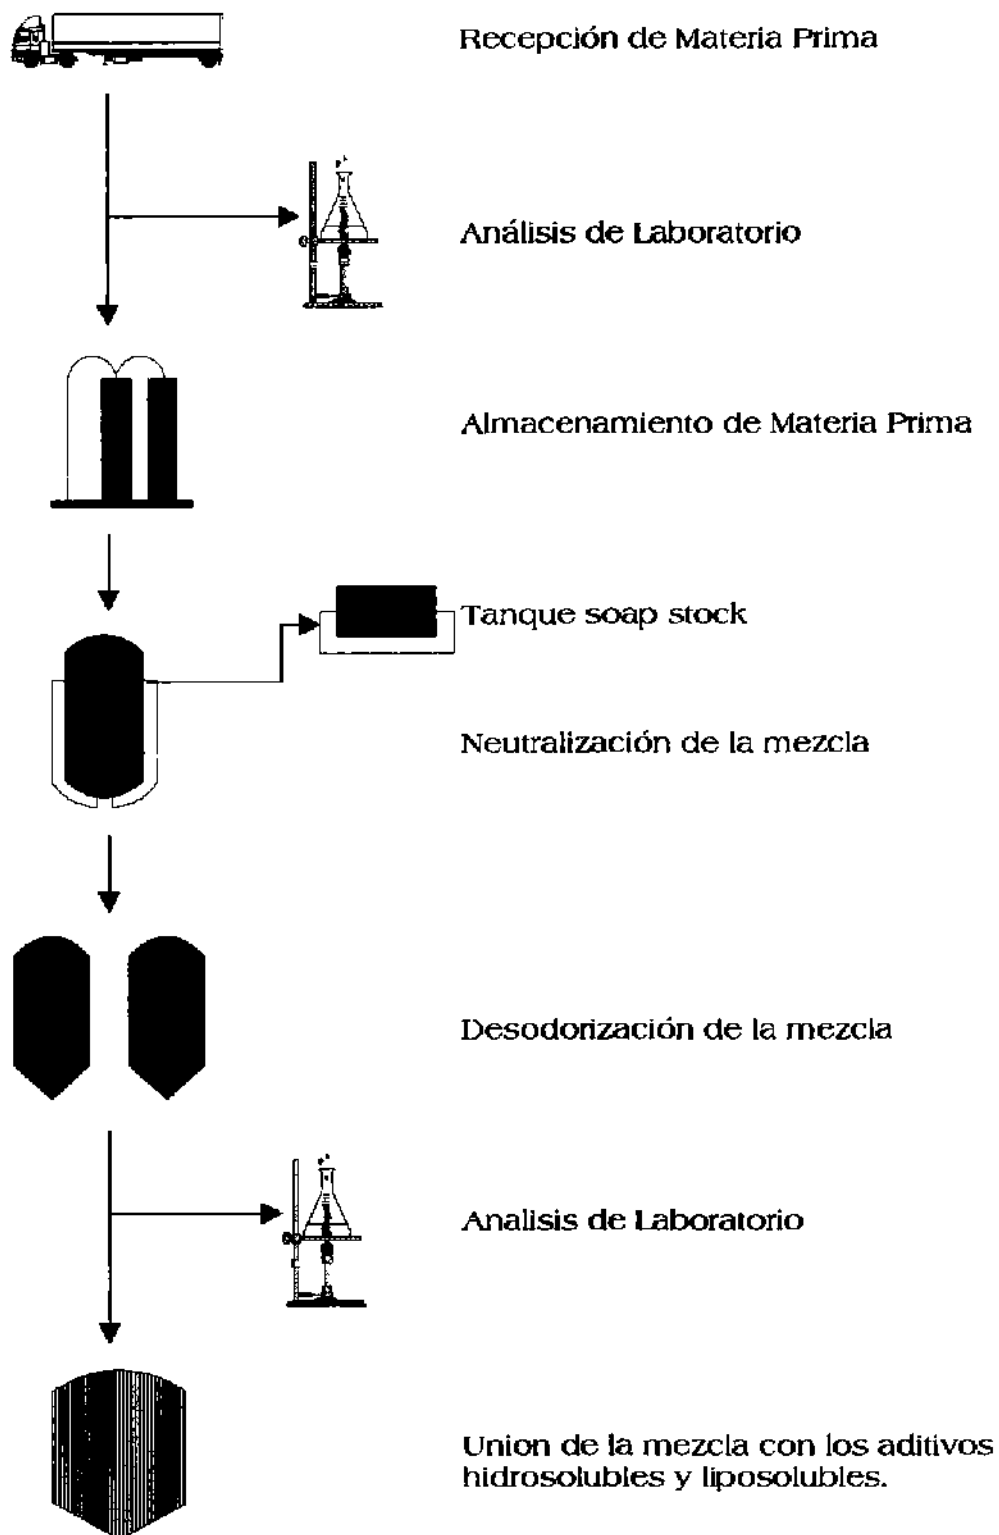 Recepción de Materia Prima
Análisis de Laboratorio
Almacenamiento de Materia Prima
Tanque soap stock
Neutralización de la mezcla
Desodorización de la mezcla
Analisis de Laboratorio
Union de la mezcla con los aditivos
hidrosolubles y liposolubles.